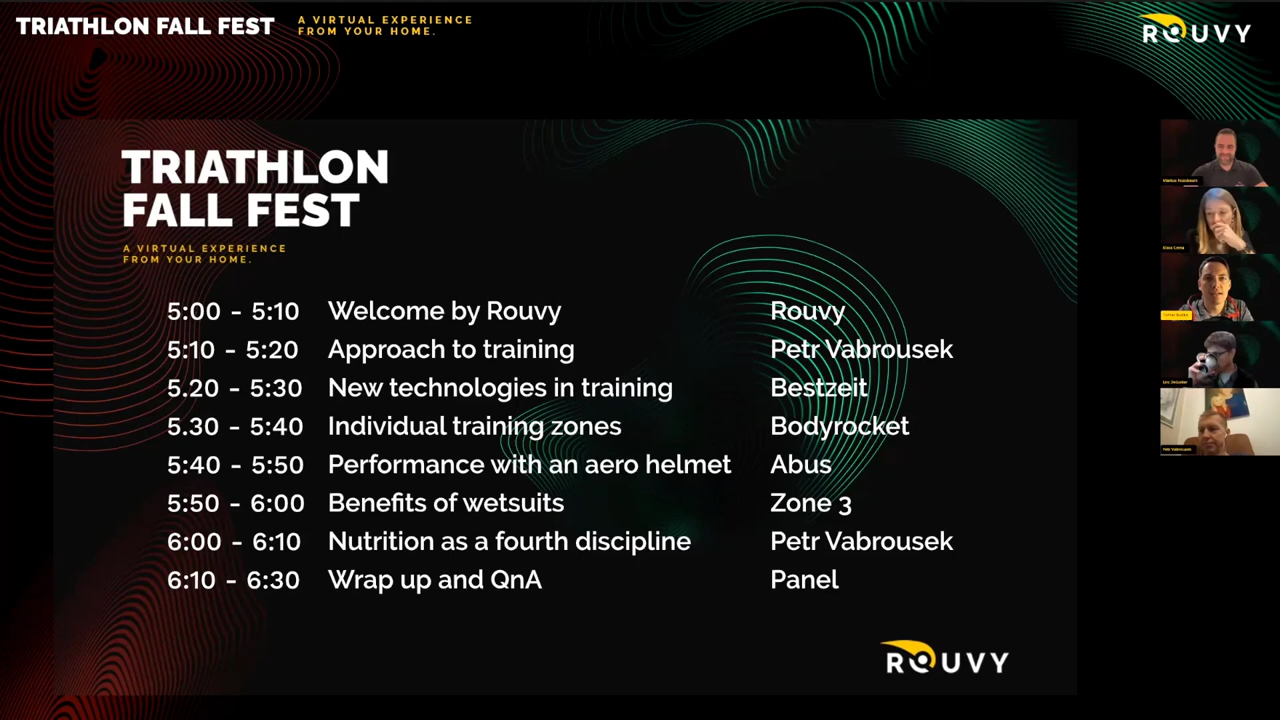 TRIATHLON FALL FEST
A VIRTUAL EXPERIENCE
FROM YOUR HOME.
ROUVY
TRIATHLON
FALL FEST
A VIRTUAL EXPERIENCE
FROM YOUR HOME.
5:00 - 5:10 Welcome by Rouvy Rouvy
5:10 - 5:20 Approach to training Petr Vabrousek
5.20 - 5:30 New technologies in training Bestzeit
5.30 - 5:40 Individual training zones Bodyrocket
5:40 - 5:50 Performance with an aero helmet Abus
5:50 - 6:00 Benefits of wetsuits Zone 3
6:00 - 6:10 Nutrition as a fourth discipline Petr Vabrousek
6:10 - 6:30 Wrap up and QnA Panel
ROUVY
Petr Vabrousek